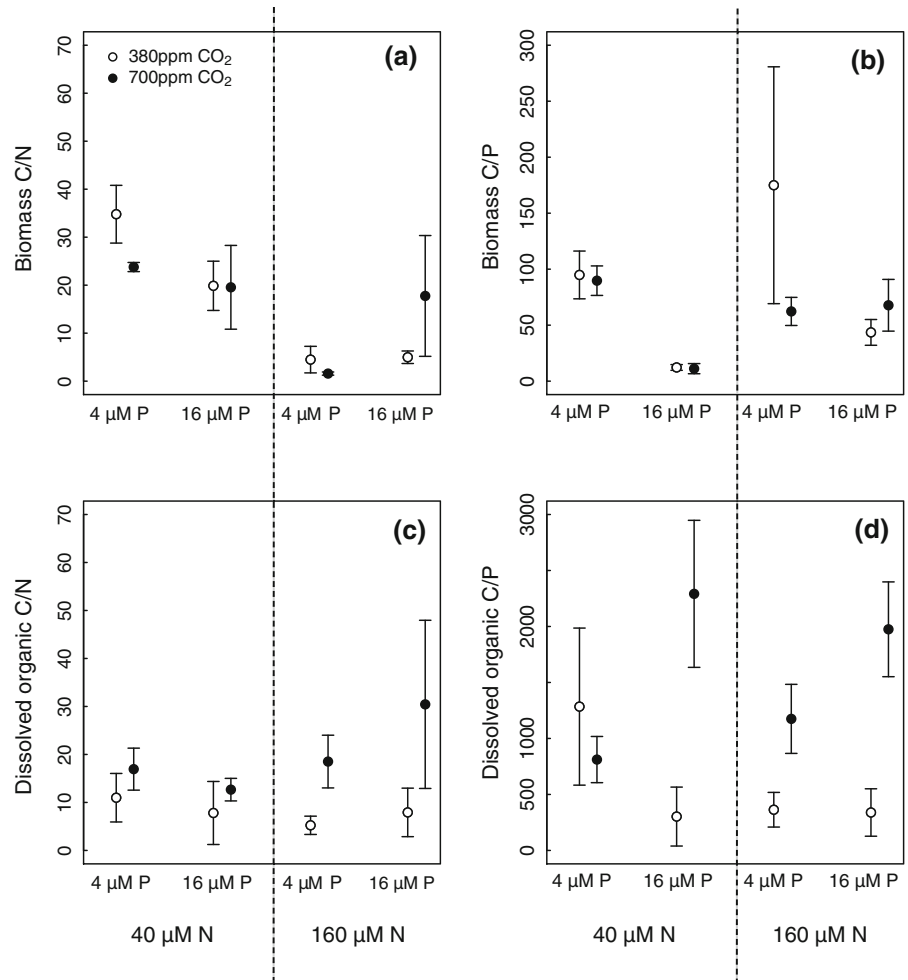 (a)
380ppm CO₂
700ppm CO₂
Biomass C/N
0 10 20 30 40 50 60 70
4 µM P 16 µM P 4 µM P 16 µM P
(b)
Biomass C/P
0 50 100 150 200 250 300
4 µM P 16 µM P 4 µM P 16 µM P
(c)
Dissolved organic C/N
0 10 20 30 40 50 60 70
4 µM P 16 µM P 4 µM P 16 µM P
40 µM N 160 µM N
(d)
Dissolved organic C/P
0 500 1000 2000 3000
4 µM P 16 µM P 4 µM P 16 µM P
40 µM N 160 µM N